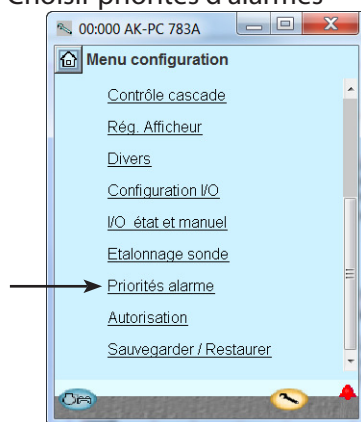 Choisir priorités d'alarmes
00:000 AK-PC 783A
Menu configuration
Contrôle cascade
Rég. Afficheur
Divers
Configuration I/O
I/O état et manuel
Etalonnage sonde
Priorités alarme
Autorisation
Sauvegarder / Restaurer